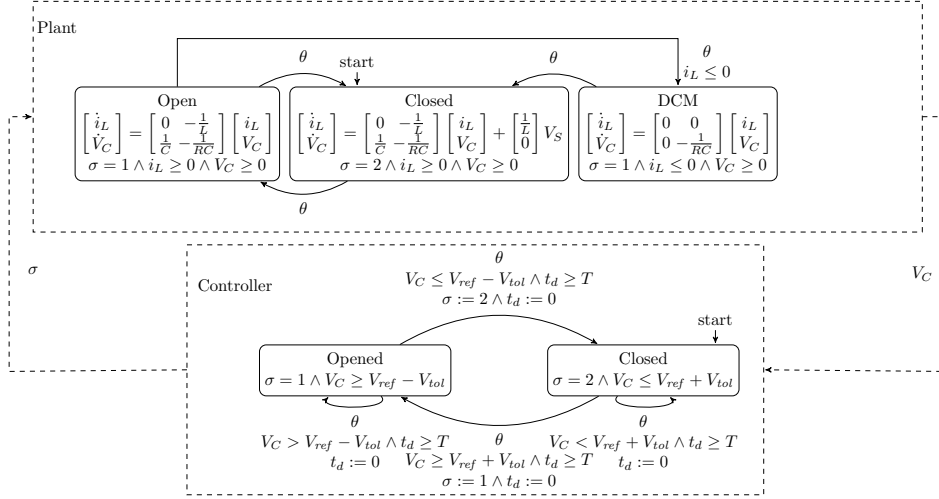 Plant
θ
start
θ
θ
i_L ≤ 0
Open
[i̇_L; V̇_C] = [0 −1/L; 1/C −1/RC] [i_L; V_C]
σ = 1 ∧ i_L ≥ 0 ∧ V_C ≥ 0
Closed
[i̇_L; V̇_C] = [0 −1/L; 1/C −1/RC] [i_L; V_C] + [1/L; 0] V_S
σ = 2 ∧ i_L ≥ 0 ∧ V_C ≥ 0
DCM
[i̇_L; V̇_C] = [0 0; 0 −1/RC] [i_L; V_C]
σ = 1 ∧ i_L ≤ 0 ∧ V_C ≥ 0
θ
σ
V_C
Controller
θ
V_C ≤ V_ref − V_tol ∧ t_d ≥ T
σ := 2 ∧ t_d := 0
start
Opened
σ = 1 ∧ V_C ≥ V_ref − V_tol
Closed
σ = 2 ∧ V_C ≤ V_ref + V_tol
θ
V_C > V_ref − V_tol ∧ t_d ≥ T
t_d := 0
θ
V_C ≥ V_ref + V_tol ∧ t_d ≥ T
σ := 1 ∧ t_d := 0
θ
V_C < V_ref + V_tol ∧ t_d ≥ T
t_d := 0